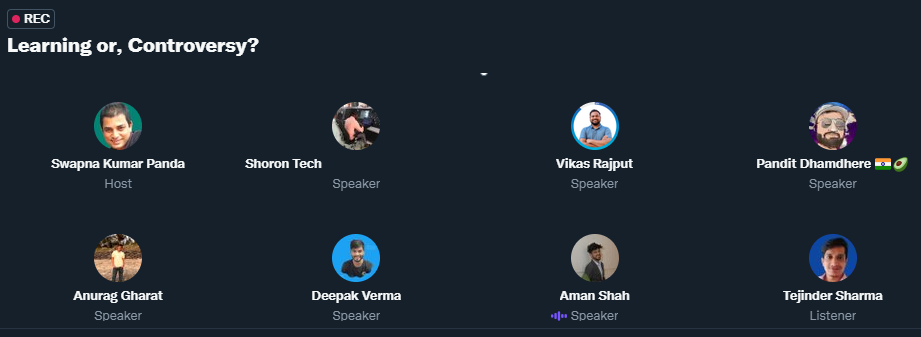 REC
Learning or, Controversy?
Swapna Kumar Panda
Host
Shoron Tech
Speaker
Vikas Rajput
Speaker
Pandit Dhamdhere 🇮🇳🥑
Speaker
Anurag Gharat
Speaker
Deepak Verma
Speaker
Aman Shah
Speaker
Tejinder Sharma
Listener